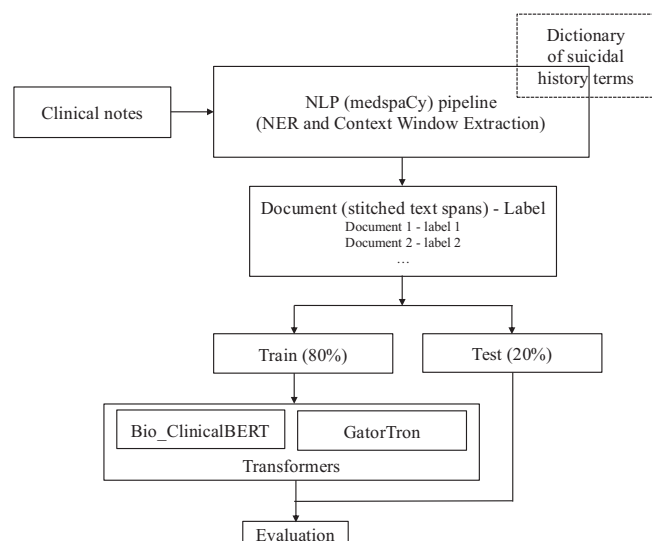 Dictionary
of suicidal
history terms
Clinical notes
NLP (medspaCy) pipeline
(NER and Context Window Extraction)
Document (stitched text spans) - Label
Document 1 - label 1
Document 2 - label 2
…
Train (80%)
Test (20%)
Bio_ClinicalBERT
GatorTron
Transformers
Evaluation